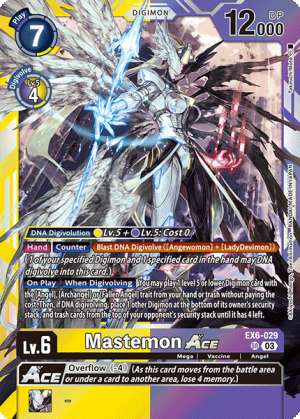 Play
7
DIGIMON
DP
12000
Digivolve
Lv.5
4
DNA Digivolution Lv.5 + Lv.5: Cost 0
Hand Counter Blast DNA Digivolve ([Angewomon] + [LadyDevimon])
(1 of your specified Digimon and 1 specified card in the hand may DNA
digivolve into this card.)
On Play When Digivolving You may play 1 level 5 or lower Digimon card with
the [Angel], [Archangel] or [Fallen Angel] trait from your hand or trash without paying the
cost. Then, if DNA digivolving, place 1 other Digimon at the bottom of its owner's security
stack, and trash cards from the top of your opponent's security stack until it has 4 left.
EX6-029
Lv.6 Mastemon ACE
SR 03
Mega Vaccine Angel
ACE Overflow ⟨-4⟩ (As this card moves from the battle area
or under a card to another area, lose 4 memory.)